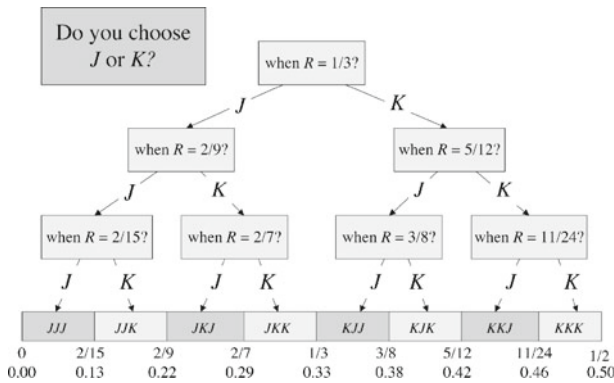 Do you choose
J or K?
when R = 1/3?
J K
when R = 2/9? when R = 5/12?
J K J K
when R = 2/15? when R = 2/7? when R = 3/8? when R = 11/24?
J K J K J K J K
JJJ JJK JKJ JKK KJJ KJK KKJ KKK
0 2/15 2/9 2/7 1/3 3/8 5/12 11/24 1/2
0.00 0.13 0.22 0.29 0.33 0.38 0.42 0.46 0.50